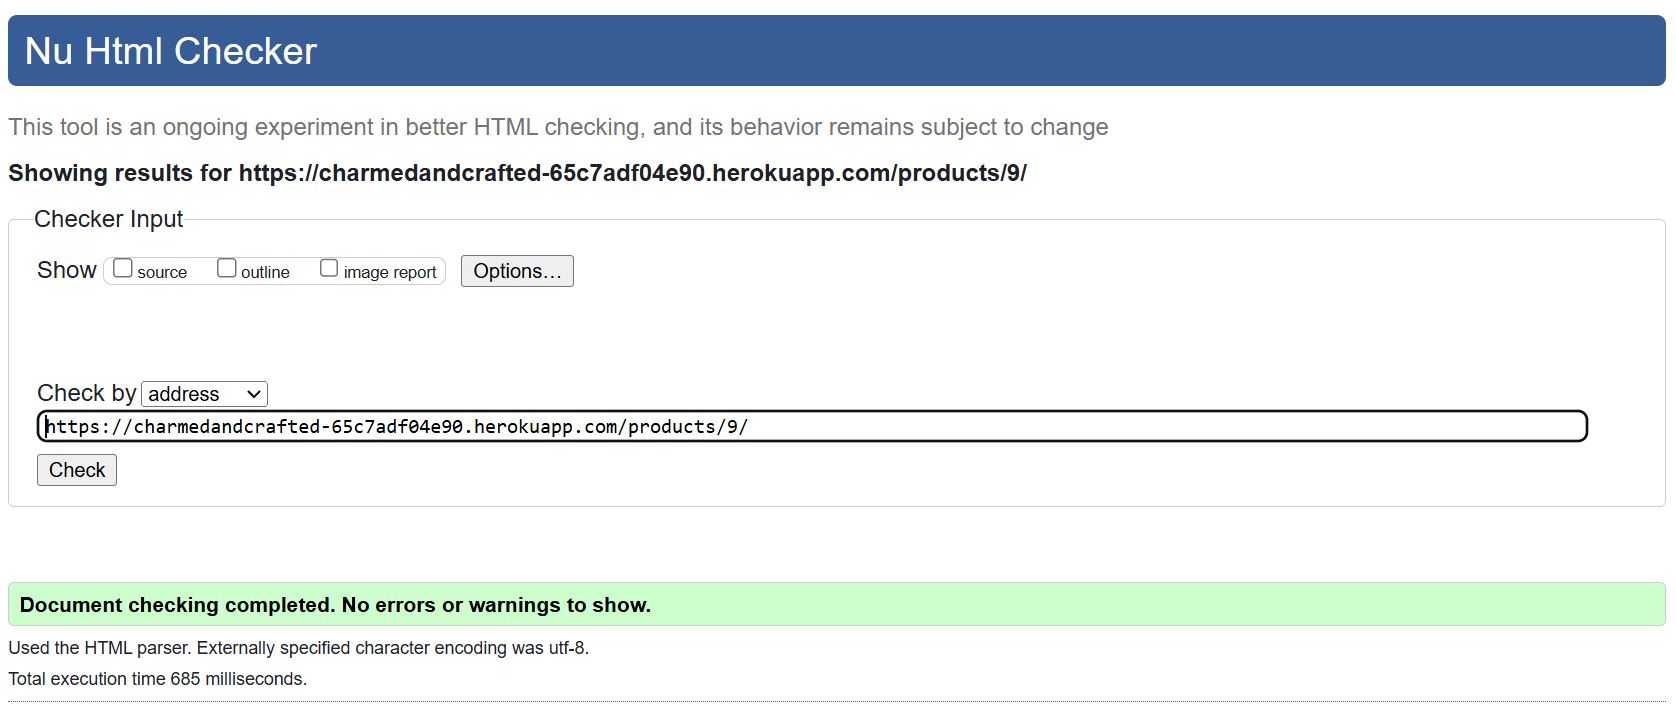 Nu Html Checker
This tool is an ongoing experiment in better HTML checking, and its behavior remains subject to change
Showing results for https://charmedandcrafted-65c7adf04e90.herokuapp.com/products/9/
Checker Input
Show source outline image report Options…
Check by address
https://charmedandcrafted-65c7adf04e90.herokuapp.com/products/9/
Check
Document checking completed. No errors or warnings to show.
Used the HTML parser. Externally specified character encoding was utf-8.
Total execution time 685 milliseconds.